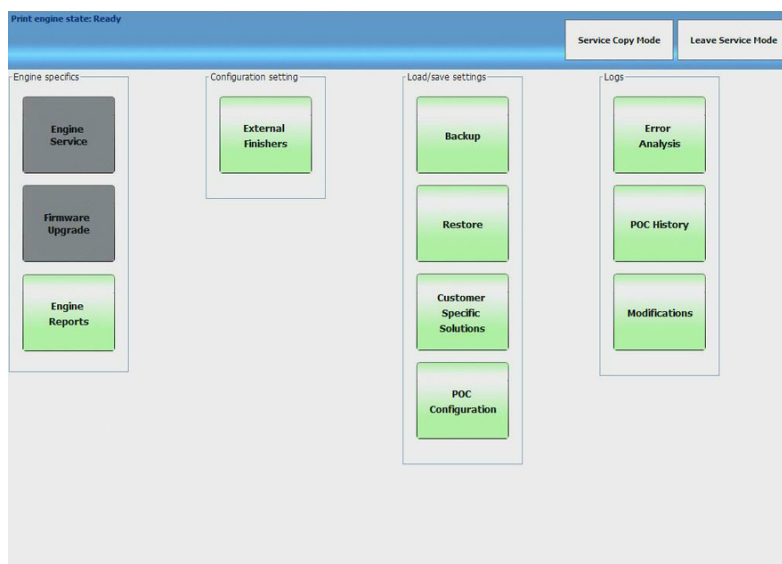 Print engine state: Ready
Service Copy Mode
Leave Service Mode
Engine specifics
Engine
Service
Firmware
Upgrade
Engine
Reports
Configuration setting
External
Finishers
Load/save settings
Backup
Restore
Customer
Specific
Solutions
POC
Configuration
Logs
Error
Analysis
POC History
Modifications